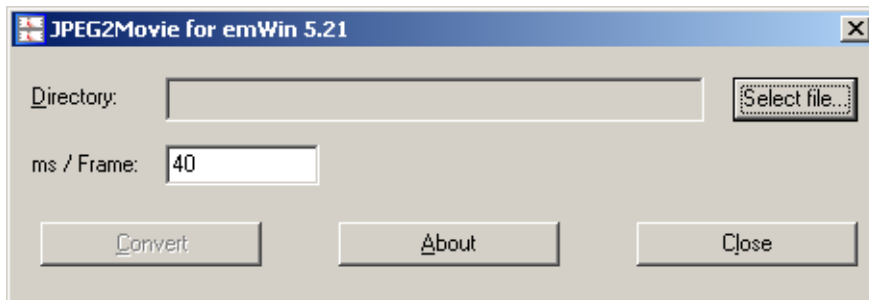 JPEG2Movie for emWin 5.21
Directory:
Select file...
ms / Frame:
40
Convert
About
Close